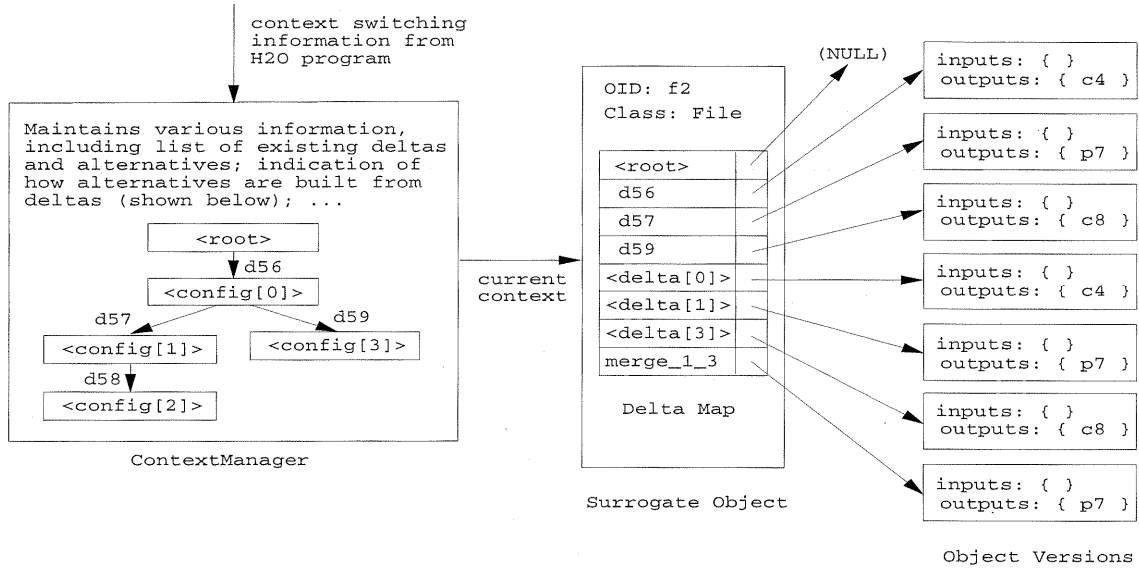 context switching
information from
H2O program
Maintains various information,
including list of existing deltas
and alternatives; indication of
how alternatives are built from
deltas (shown below); ...
<root>
d56
<config[0]>
d57
d59
<config[1]>
<config[3]>
d58
<config[2]>
ContextManager
current
context
OID: f2
Class: File
<root>
d56
d57
d59
<delta[0]>
<delta[1]>
<delta[3]>
merge_1_3
Delta Map
Surrogate Object
(NULL)
inputs: { }
outputs: { c4 }
inputs: { }
outputs: { p7 }
inputs: { }
outputs: { c8 }
inputs: { }
outputs: { c4 }
inputs: { }
outputs: { p7 }
inputs: { }
outputs: { c8 }
inputs: { }
outputs: { p7 }
Object Versions